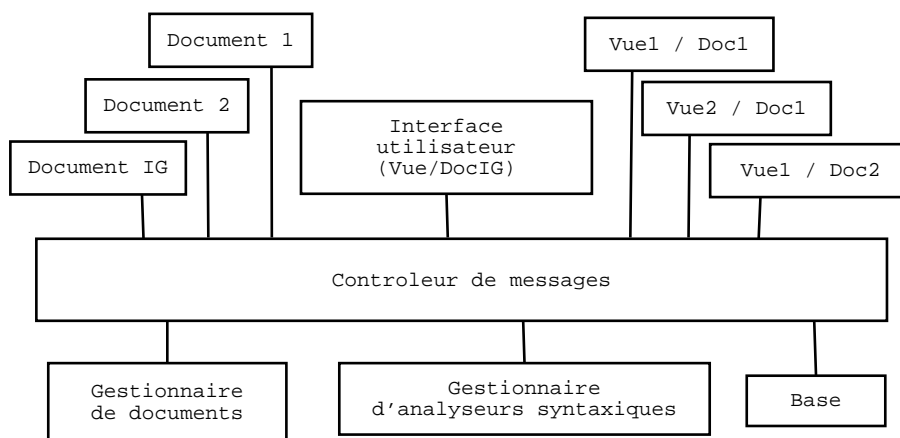 Document 1
Vue1 / Doc1
Document 2
Vue2 / Doc1
Interface
utilisateur
(Vue/DocIG)
Document IG
Vue1 / Doc2
Controleur de messages
Gestionnaire
de documents
Gestionnaire
d'analyseurs syntaxiques
Base